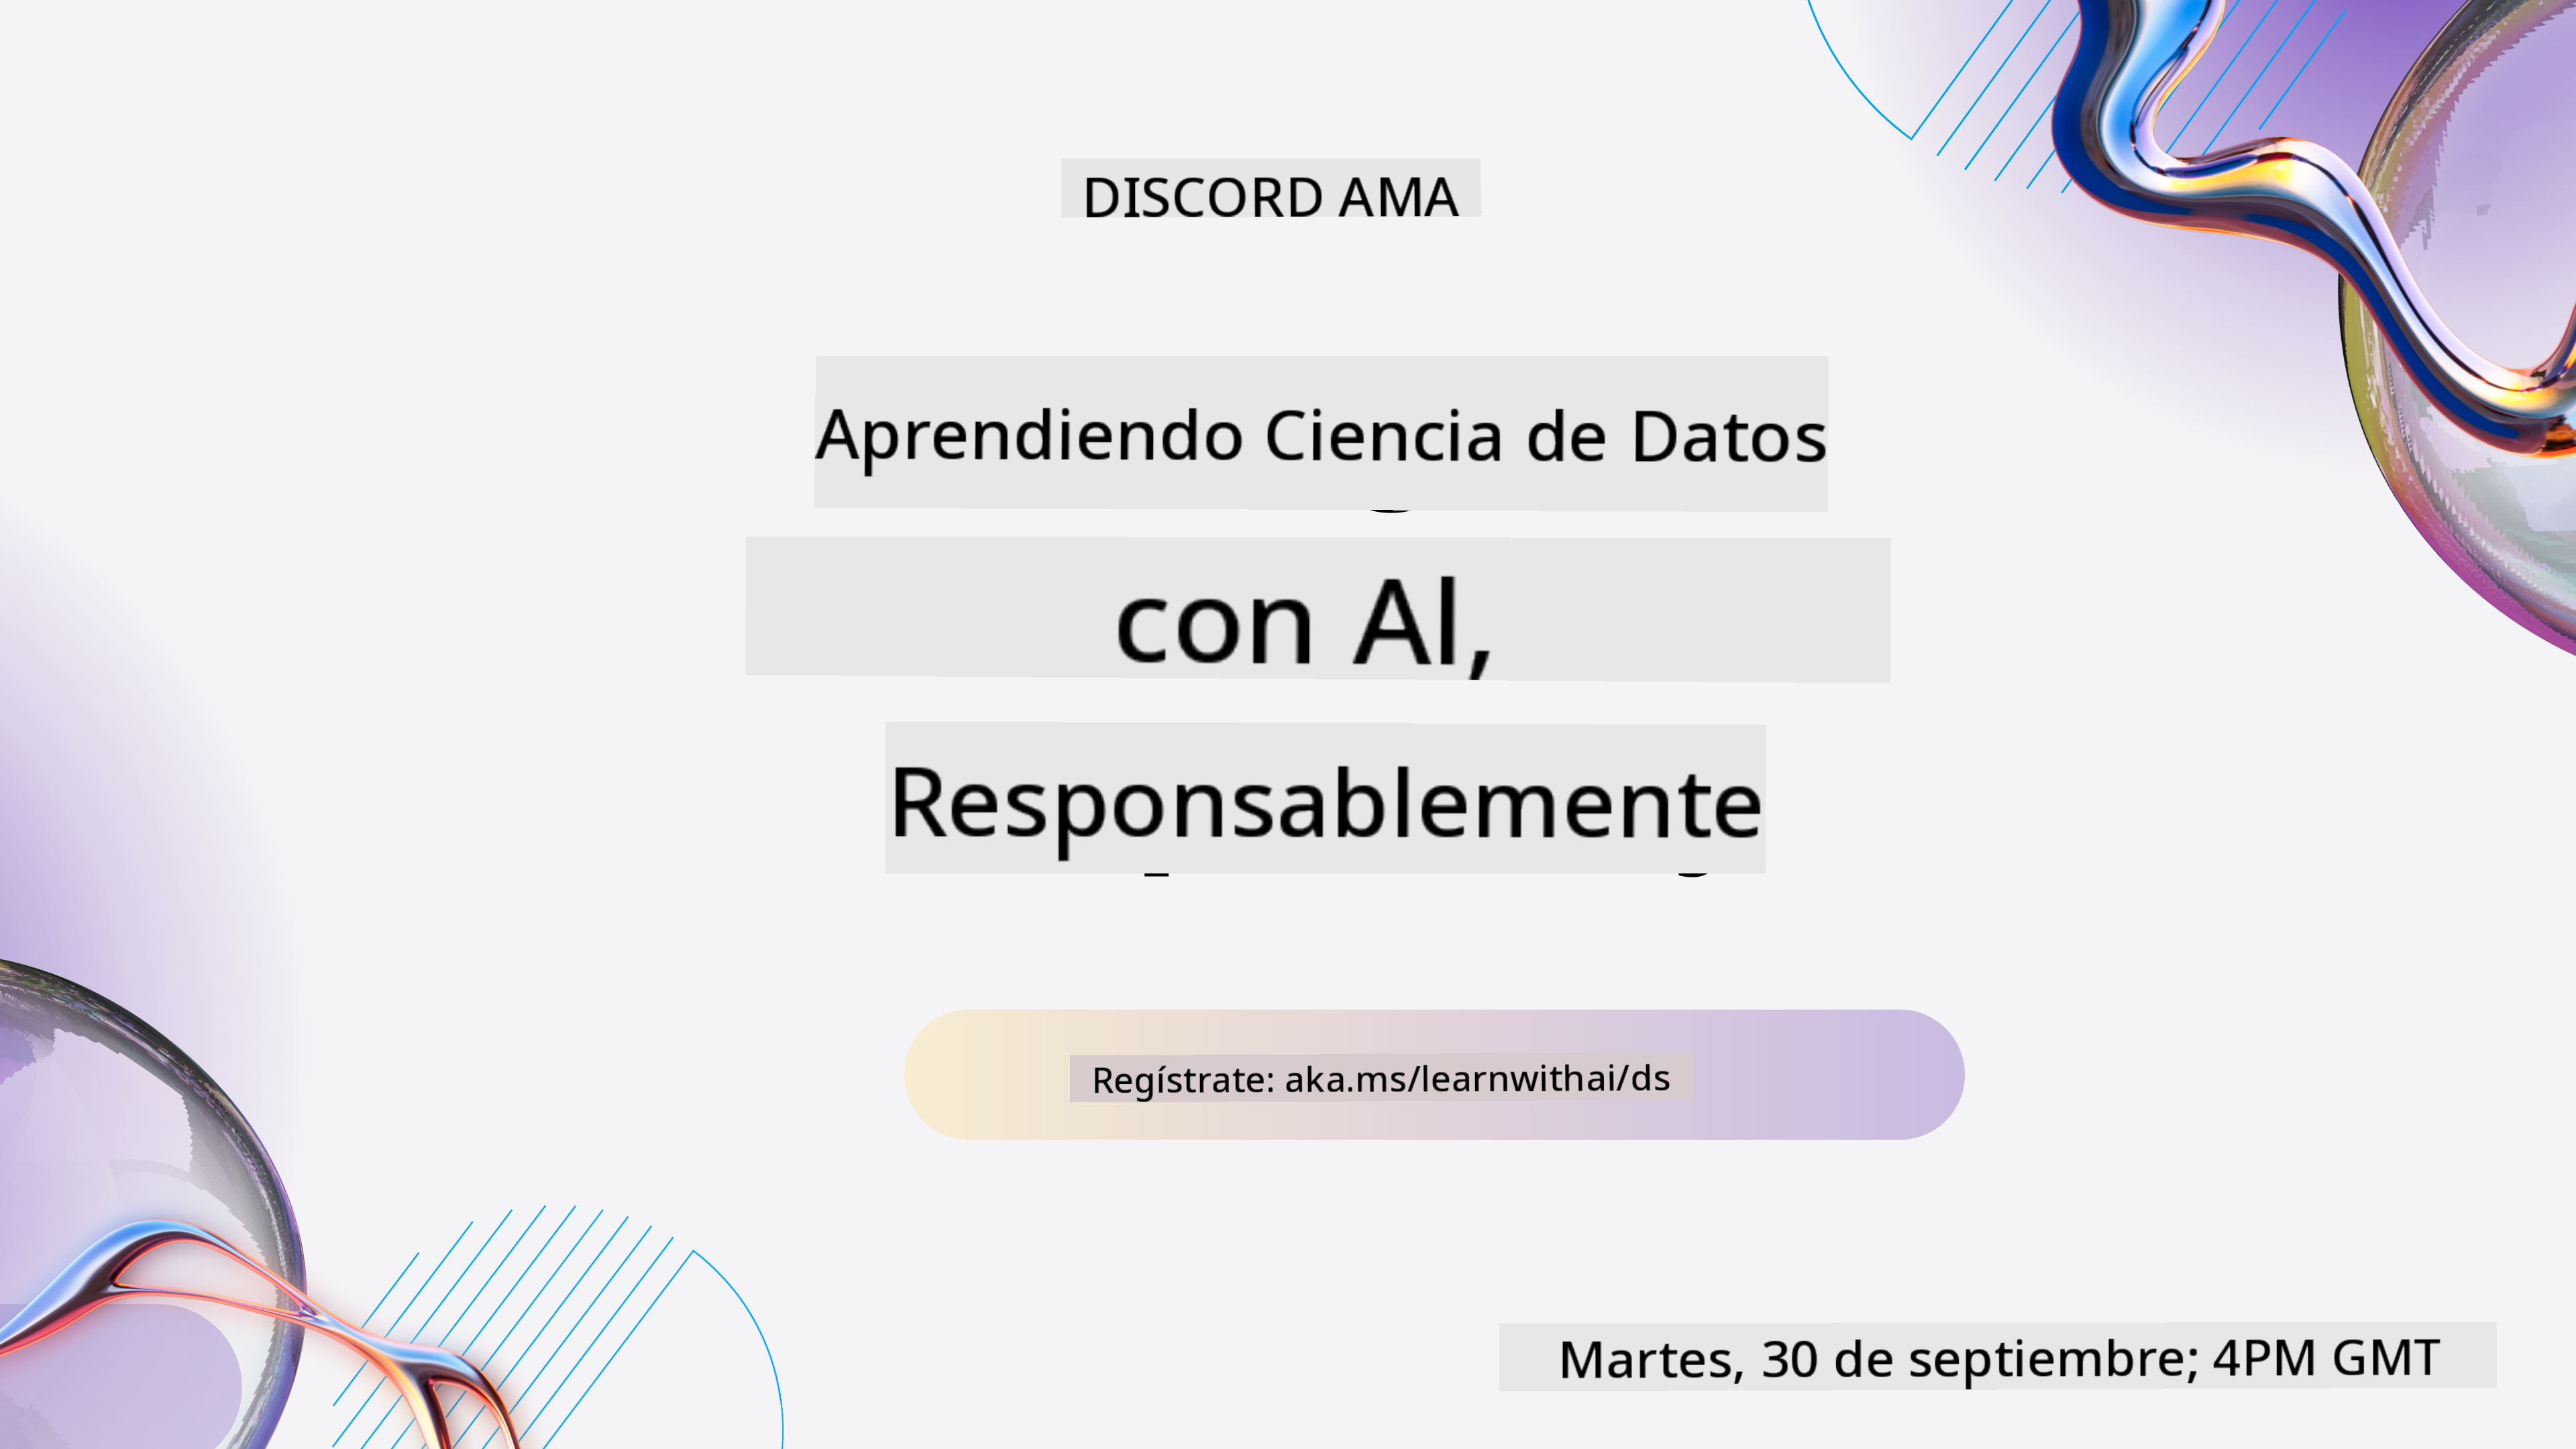 DISCORD AMA
Aprendiendo Ciencia de Datos
con Al,
Responsablemente
Regístrate: aka.ms/learnwithai/ds
Martes, 30 de septiembre; 4PM GMT